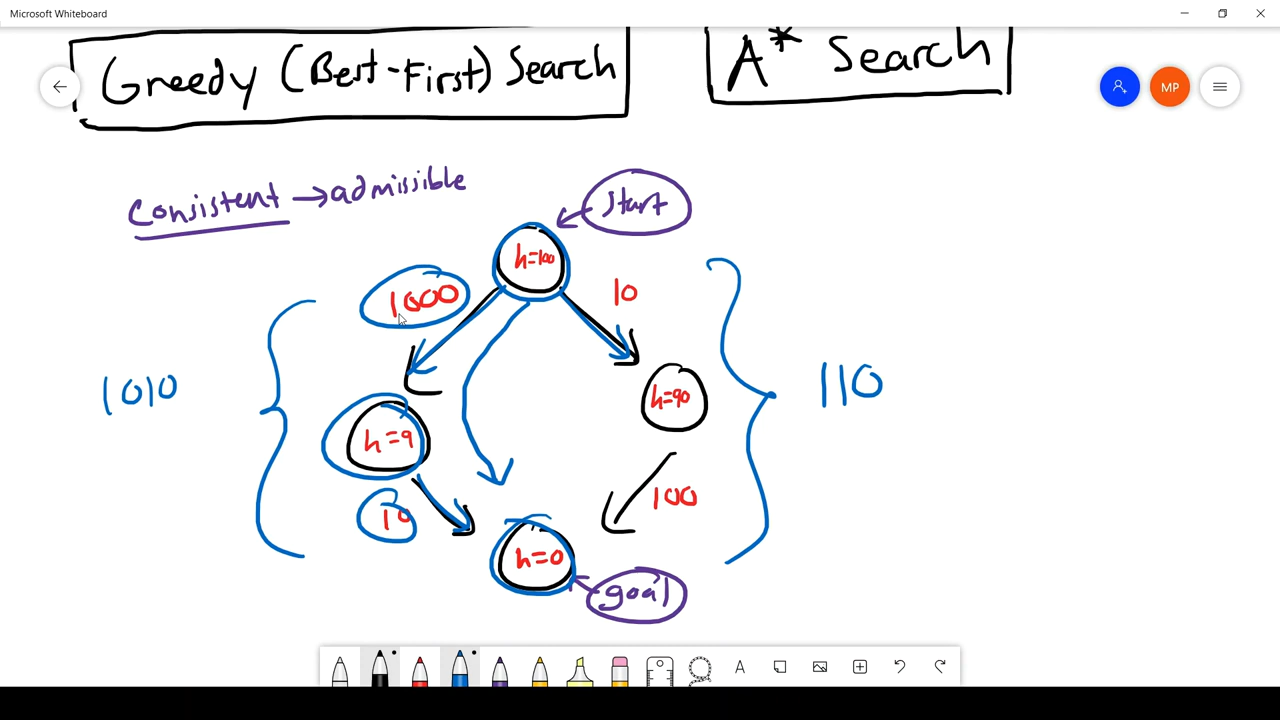 Microsoft Whiteboard
Greedy (Best-First) Search
A* Search
MP
Consistent → admissible
start
h=100
1000
10
1010
110
h=90
h=9
10
100
h=0
goal
A